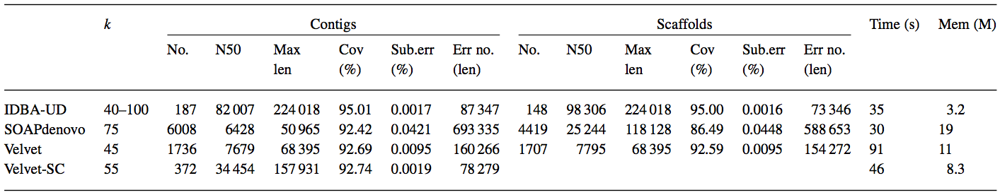 k Contigs Scaffolds Time (s) Mem (M)
No. N50 Max len Cov (%) Sub.err (%) Err no. (len) No. N50 Max len Cov (%) Sub.err (%) Err no. (len)
IDBA-UD 40–100 187 82 007 224 018 95.01 0.0017 87 347 148 98 306 224 018 95.00 0.0016 73 346 35 3.2
SOAPdenovo 75 6008 6428 50 965 92.42 0.0421 693 335 4419 25 244 118 128 86.49 0.0448 588 653 30 19
Velvet 45 1736 7679 68 395 92.69 0.0095 160 266 1707 7795 68 395 92.59 0.0095 154 272 91 11
Velvet-SC 55 372 34 454 157 931 92.74 0.0019 78 279 46 8.3